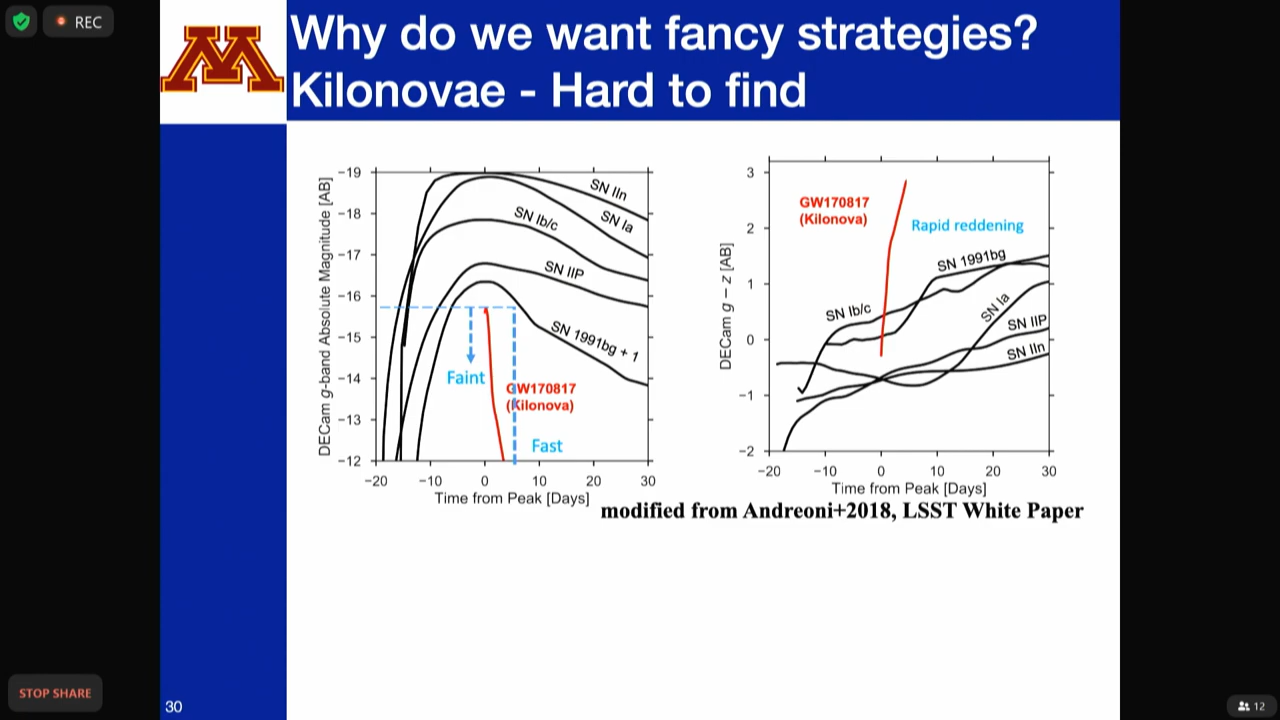 REC
M
Why do we want fancy strategies?
Kilonovae - Hard to find
DECam g-band Absolute Magnitude [AB]
−19
−18
−17
−16
−15
−14
−13
−12
−20
−10
0
10
20
30
Time from Peak [Days]
SN IIn
SN Ia
SN Ib/c
SN IIP
SN 1991bg + 1
Faint
GW170817
(Kilonova)
Fast
DECam g − z [AB]
3
2
1
0
−1
−2
−20
−10
0
10
20
30
Time from Peak [Days]
GW170817
(Kilonova)
Rapid reddening
SN 1991bg
SN Ib/c
SN Ia
SN IIP
SN IIn
modified from Andreoni+2018, LSST White Paper
STOP SHARE
30
12